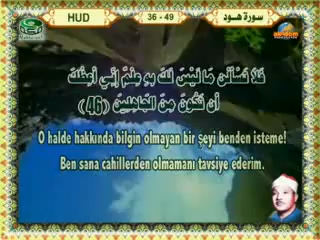 HUD
36 - 49
سورة هود
فَلَا تَسْأَلْنِ مَا لَيْسَ لَكَ بِهِ عِلْمٌ إِنِّي أَعِظُكَ
أَن تَكُونَ مِنَ الْجَاهِلِينَ (46)
O halde hakkında bilgin olmayan bir şeyi benden isteme!
Ben sana cahillerden olmamanı tavsiye ederim.